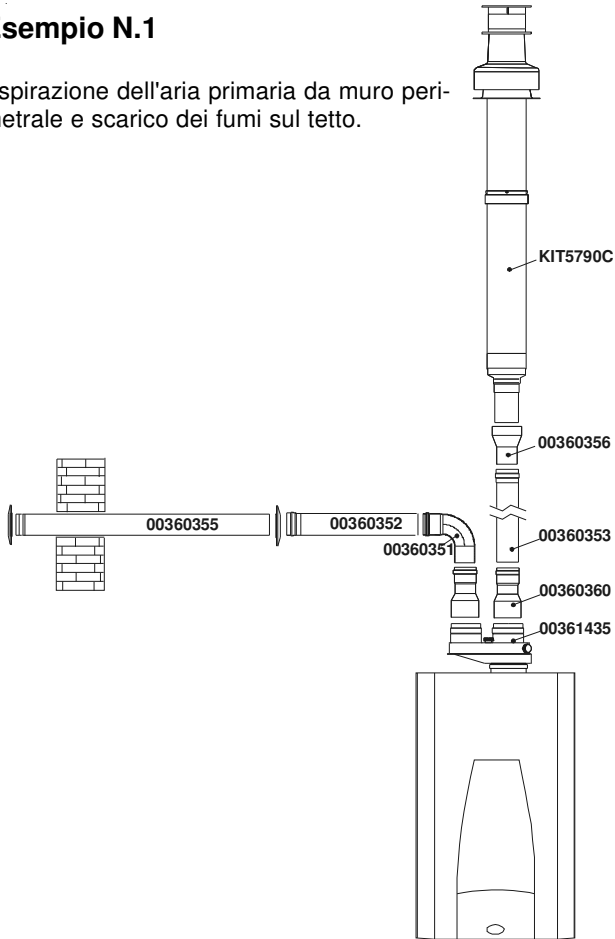 sempio N.1
spirazione dell'aria primaria da muro peri-
metrale e scarico dei fumi sul tetto.
KIT5790C
00360356
00360355
00360352
00360351
00360353
00360360
00361435